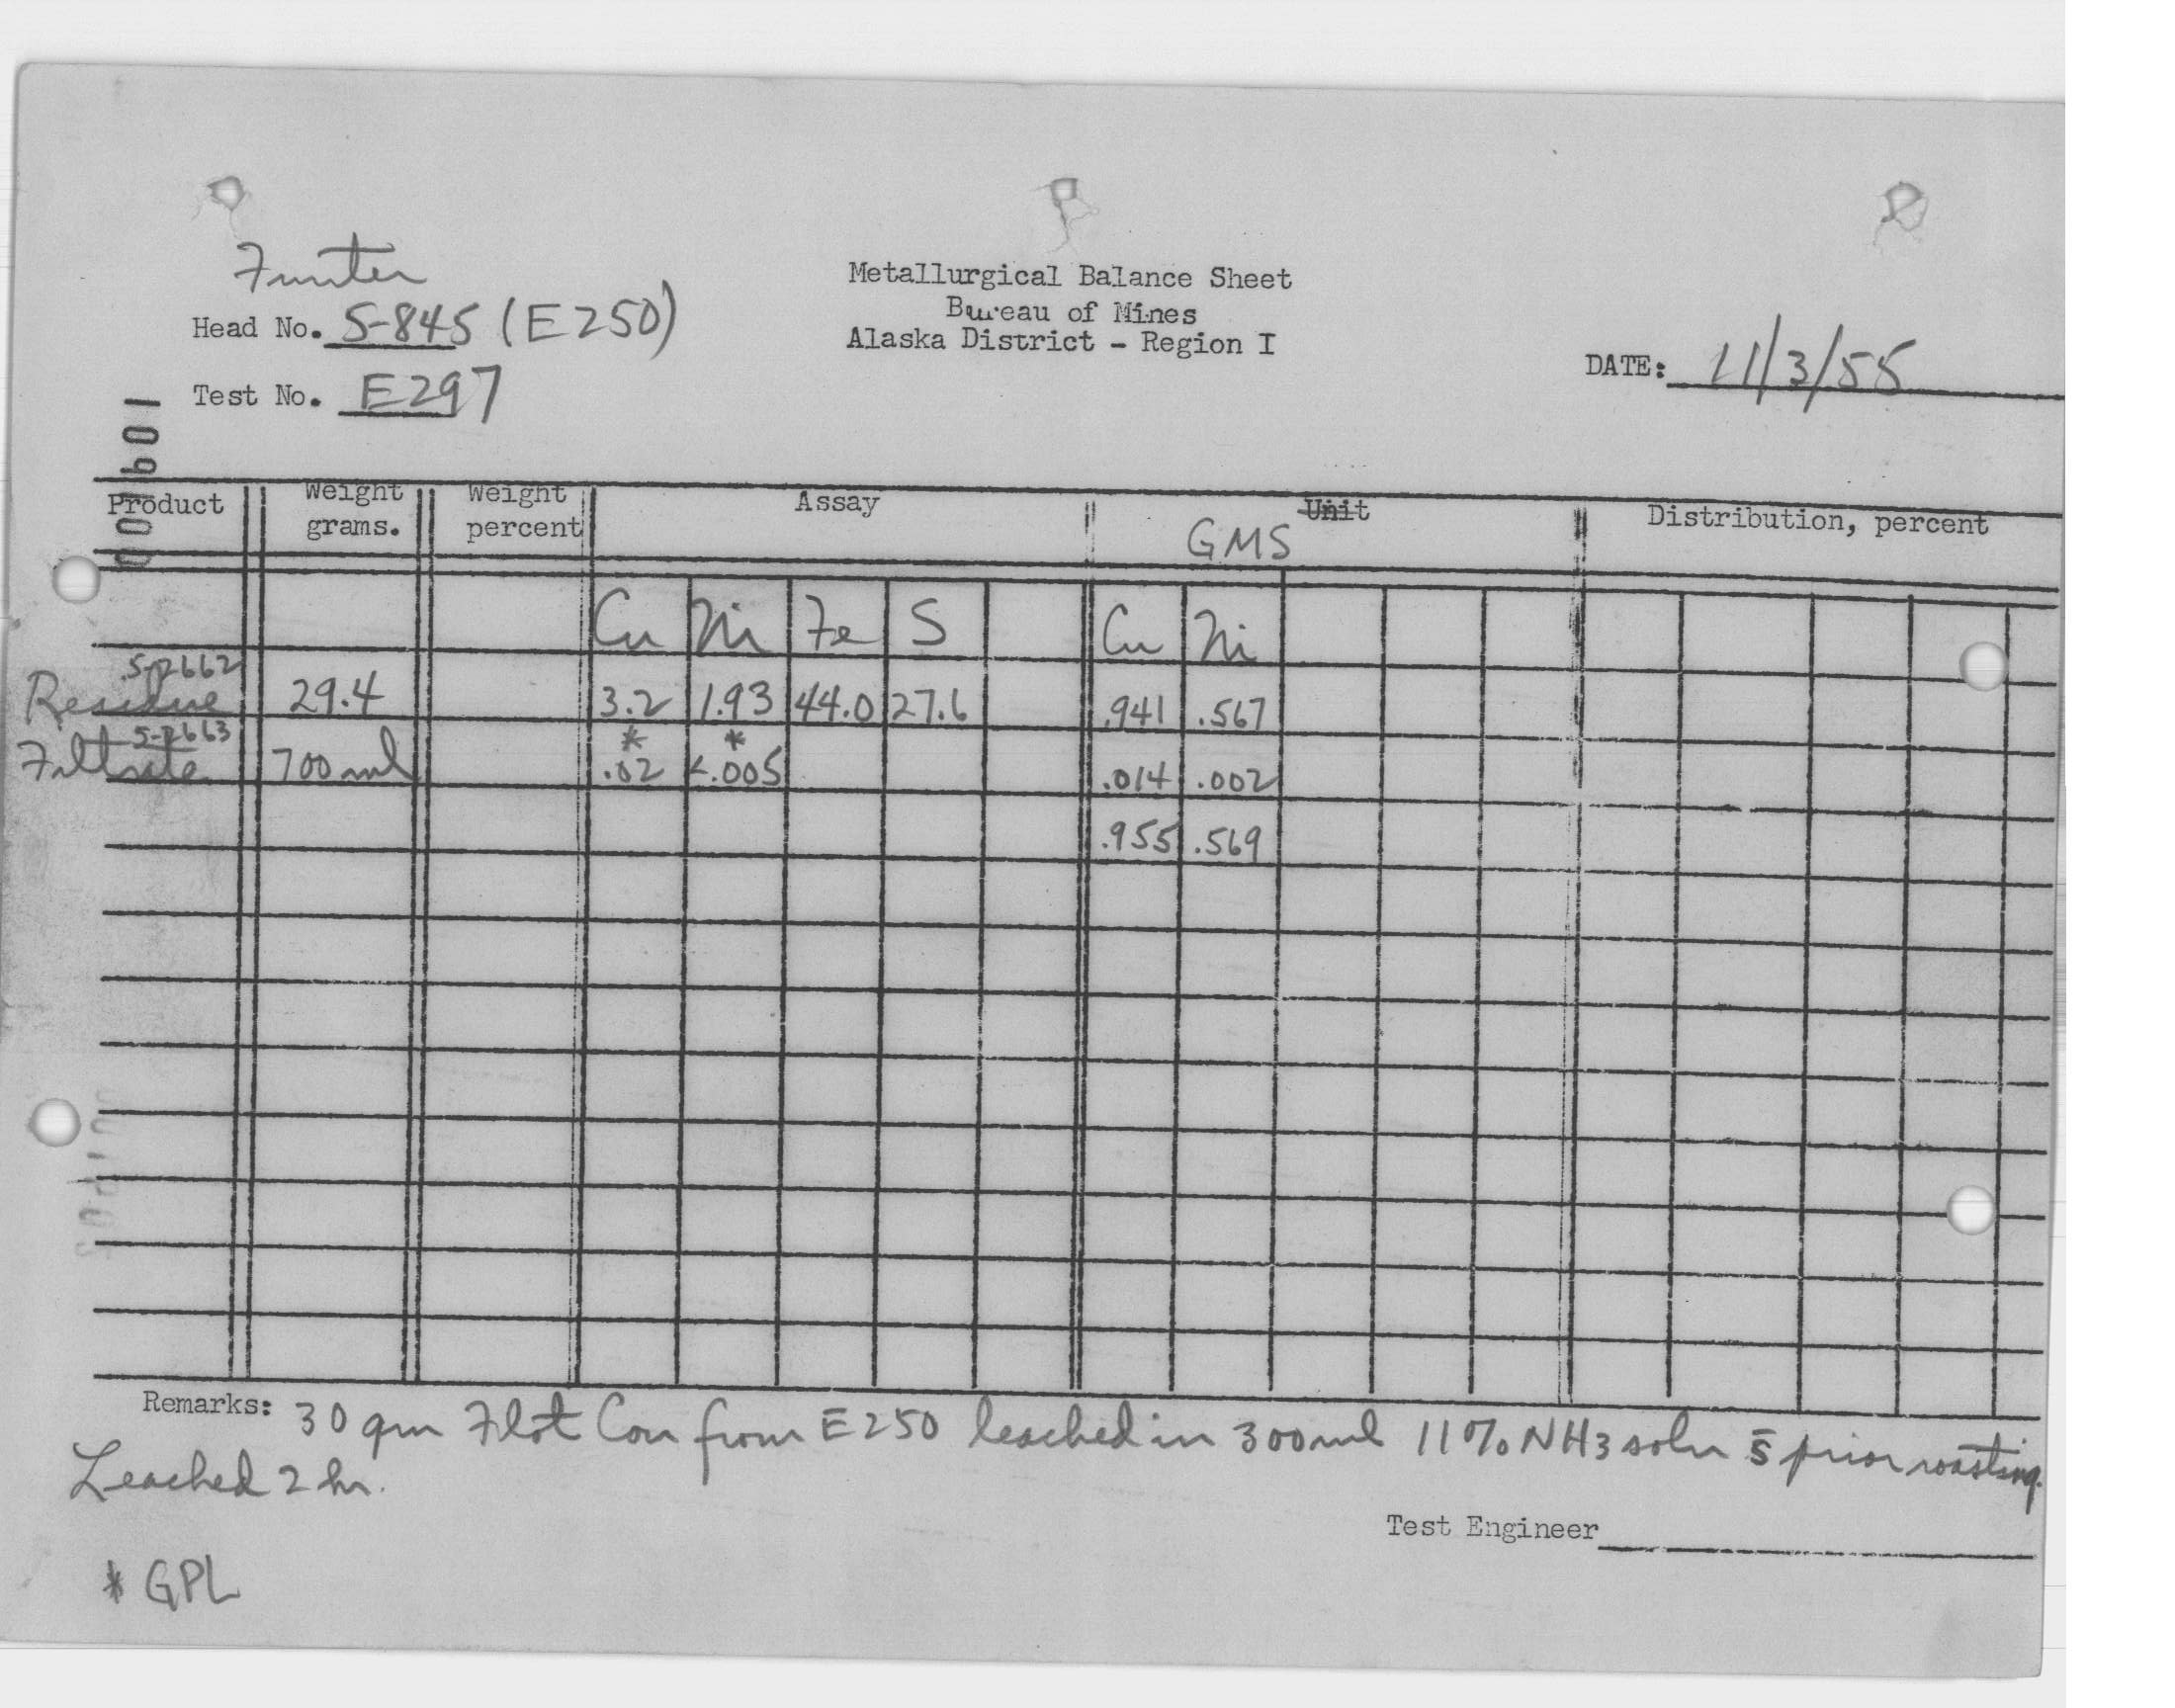 Funter
Head No. S-845 (E250)
Test No. E297
Metallurgical Balance Sheet
Bureau of Mines
Alaska District - Region I
DATE: 11/3/55
Product Weight grams. Weight percent Assay Unit GMS Distribution, percent
Cu Ni Fe S Cu Ni
S-2662
Residue 29.4 3.2 1.93 44.0 27.6 .941 .567
S-2663 * *
Filtrate 700 ml .02 <.005 .014 .002
.955 .569
Remarks: 30 gm Flot Con from E250 leached in 300 ml 11% NH3 soln s̄ prior roasting.
Leached 2 hr.
Test Engineer
* GPL